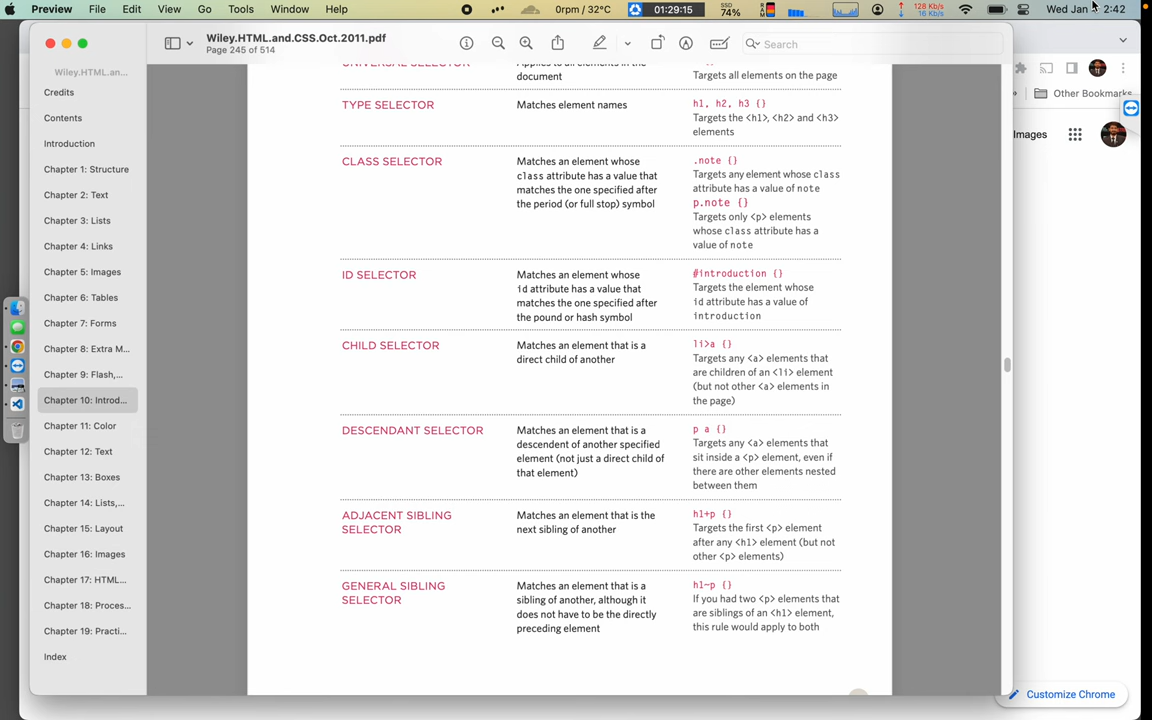 Preview File Edit View Go Tools Window Help 0rpm / 32°C 01:29:15 SSD 74% RAM 128 Kb/s 16 Kb/s Wed Jan 2:42
Wiley.HTML.and.CSS.Oct.2011.pdf
Page 245 of 514
Search
Wiley.HTML.an...
Credits
Contents
Introduction
Chapter 1: Structure
Chapter 2: Text
Chapter 3: Lists
Chapter 4: Links
Chapter 5: Images
Chapter 6: Tables
Chapter 7: Forms
Chapter 8: Extra M...
Chapter 9: Flash,...
Chapter 10: Introd...
Chapter 11: Color
Chapter 12: Text
Chapter 13: Boxes
Chapter 14: Lists,...
Chapter 15: Layout
Chapter 16: Images
Chapter 17: HTML...
Chapter 18: Proces...
Chapter 19: Practi...
Index
UNIVERSAL SELECTOR
Applies to all elements in the
document
Targets all elements on the page
TYPE SELECTOR
Matches element names
h1, h2, h3 {}
Targets the <h1>, <h2> and <h3>
elements
CLASS SELECTOR
Matches an element whose
class attribute has a value that
matches the one specified after
the period (or full stop) symbol
.note {}
Targets any element whose class
attribute has a value of note
p.note {}
Targets only <p> elements
whose class attribute has a
value of note
ID SELECTOR
Matches an element whose
id attribute has a value that
matches the one specified after
the pound or hash symbol
#introduction {}
Targets the element whose
id attribute has a value of
introduction
CHILD SELECTOR
Matches an element that is a
direct child of another
li>a {}
Targets any <a> elements that
are children of an <li> element
(but not other <a> elements in
the page)
DESCENDANT SELECTOR
Matches an element that is a
descendent of another specified
element (not just a direct child of
that element)
p a {}
Targets any <a> elements that
sit inside a <p> element, even if
there are other elements nested
between them
ADJACENT SIBLING
SELECTOR
Matches an element that is the
next sibling of another
h1+p {}
Targets the first <p> element
after any <h1> element (but not
other <p> elements)
GENERAL SIBLING
SELECTOR
Matches an element that is a
sibling of another, although it
does not have to be the directly
preceding element
h1~p {}
If you had two <p> elements that
are siblings of an <h1> element,
this rule would apply to both
Other Bookmarks
Images
Customize Chrome